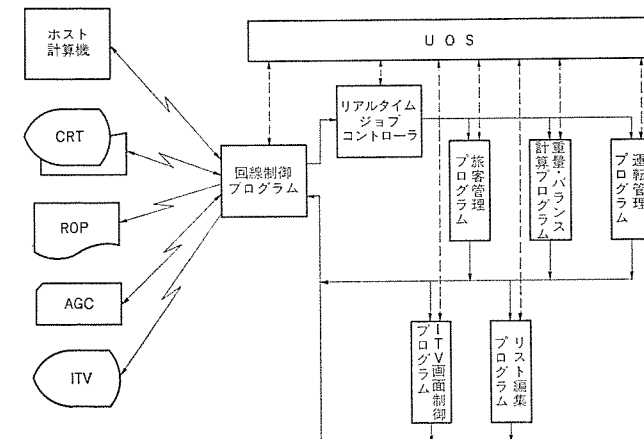 ホスト
計算機
UOS
CRT
リアルタイム
ジョブ
コントローラ
回線制御
プログラム
旅客管理
プログラム
重量・バランス
計算プログラム
運転管理
プログラム
ROP
AGC
ITV
ITV画面制御
プログラム
リスト編集
プログラム